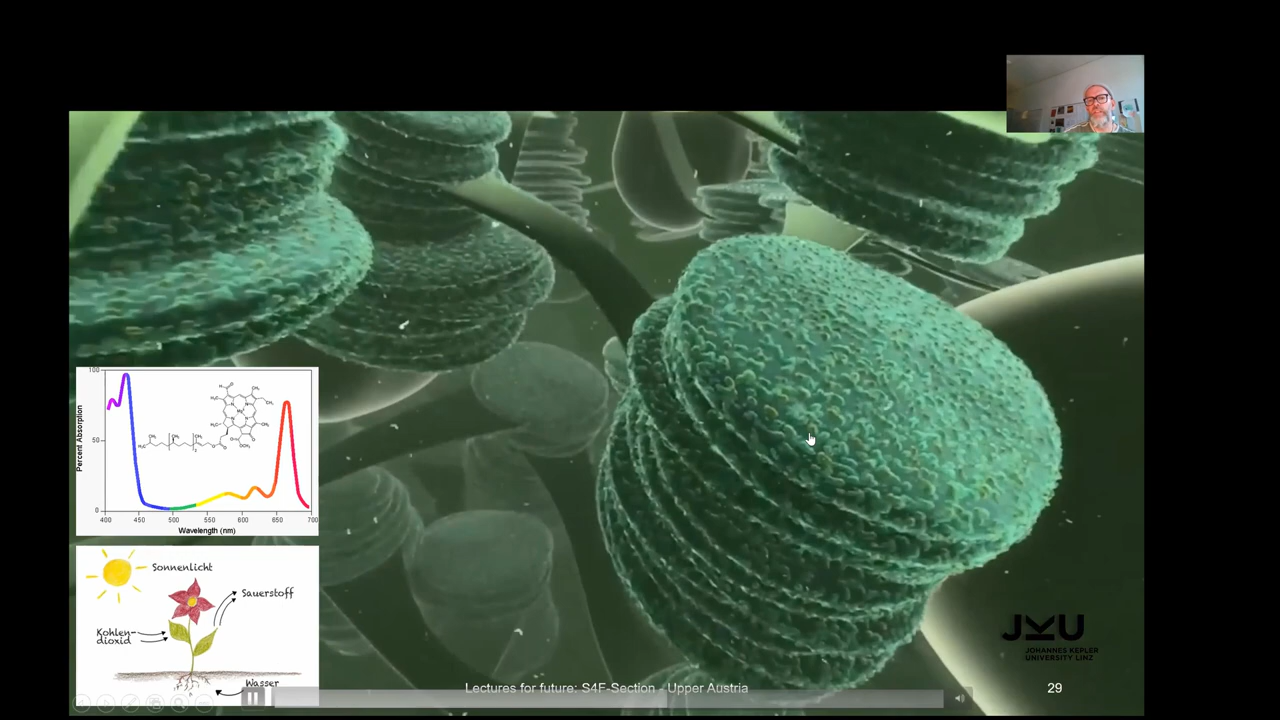 100
Percent Absorption
50
0
400 450 500 550 600 650 700
Wavelength (nm)
Sonnenlicht
Sauerstoff
Kohlen-
dioxid
Wasser
Lectures for future: S4F-Section - Upper Austria
29
JKU
JOHANNES KEPLER
UNIVERSITY LINZ